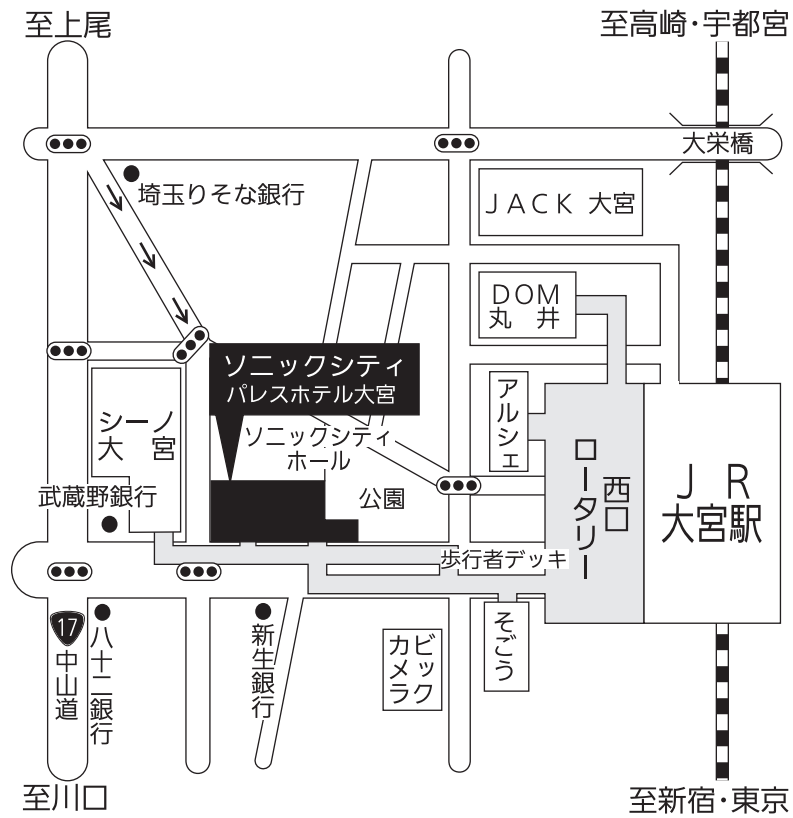 至上尾
至高崎・宇都宮
大栄橋
埼玉りそな銀行
ＪＡＣＫ 大宮
ＤＯＭ
丸　井
ソニックシティ
パレスホテル大宮
アルシェ
シーノ
大　宮
ソニックシティ
ホール
公園
武蔵野銀行
西口
ロータリー
ＪＲ
大宮駅
歩行者デッキ
17
中山道
八十二銀行
新生銀行
ビック
カメラ
そごう
至川口
至新宿・東京